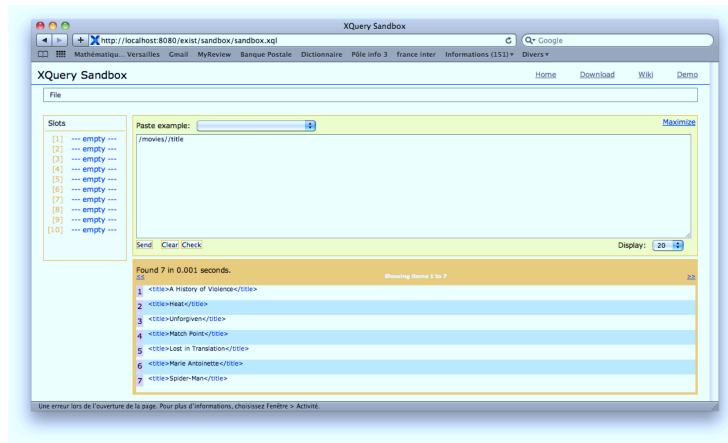 XQuery Sandbox
http://localhost:8080/exist/sandbox/sandbox.xql
Google
Mathématiqu... Versailles Gmail MyReview Banque Postale Dictionnaire Pôle info 3 france inter Informations (151) Divers
XQuery Sandbox
Home Download Wiki Demo
File
Slots
[1] --- empty ---
[2] --- empty ---
[3] --- empty ---
[4] --- empty ---
[5] --- empty ---
[6] --- empty ---
[7] --- empty ---
[8] --- empty ---
[9] --- empty ---
[10] --- empty ---
Paste example:
Maximize
/movies//title
Send Clear Check
Display: 20
Found 7 in 0.001 seconds.
<< Showing items 1 to 7 >>
1 <title>A History of Violence</title>
2 <title>Heat</title>
3 <title>Unforgiven</title>
4 <title>Match Point</title>
5 <title>Lost in Translation</title>
6 <title>Marie Antoinette</title>
7 <title>Spider-Man</title>
Une erreur lors de l'ouverture de la page. Pour plus d'informations, choisissez Fenêtre > Activité.